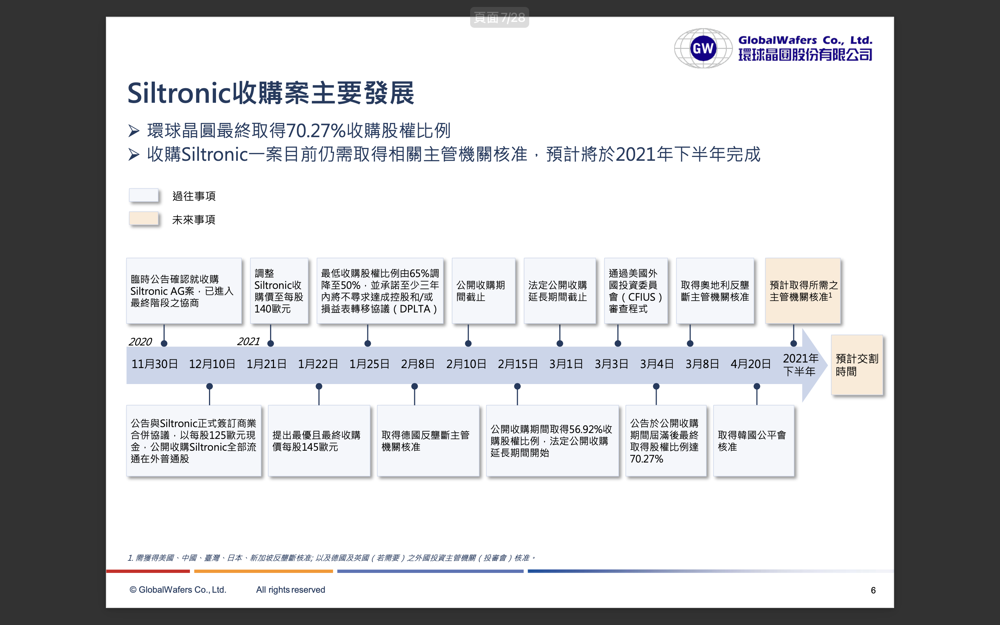 頁面 7/28
GW
GlobalWafers Co., Ltd.
環球晶圓股份有限公司
Siltronic收購案主要發展
➢ 環球晶圓最終取得70.27%收購股權比例
➢ 收購Siltronic一案目前仍需取得相關主管機關核准，預計將於2021年下半年完成
過往事項
未來事項
臨時公告確認就收購
Siltronic AG案，已進入
最終階段之協商
調整
Siltronic收
購價至每股
140歐元
最低收購股權比例由65%調
降至50%，並承諾至少三年
內將不尋求達成控股和/或
損益表轉移協議（DPLTA）
公開收購期
間截止
法定公開收購
延長期間截止
通過美國外
國投資委員
會（CFIUS）
審查程式
取得奧地利反壟
斷主管機關核准
預計取得所需之
主管機關核准¹
2020
2021
11月30日 12月10日 1月21日 1月22日 1月25日 2月8日 2月10日 2月15日 3月1日 3月3日 3月4日 3月8日 4月20日
2021年
下半年
預計交割
時間
公告與Siltronic正式簽訂商業
合併協議，以每股125歐元現
金，公開收購Siltronic全部流
通在外普通股
提出最優且最終收購
價每股145歐元
取得德國反壟斷主管
機關核准
公開收購期間取得56.92%收
購股權比例，法定公開收購
延長期間開始
公告於公開收購
期間屆滿後最終
取得股權比例達
70.27%
取得韓國公平會
核准
1. 需獲得美國、中國、臺灣、日本、新加坡反壟斷核准; 以及德國及英國（若需要）之外國投資主管機關（投審會）核准。
© GlobalWafers Co., Ltd. All rights reserved
6